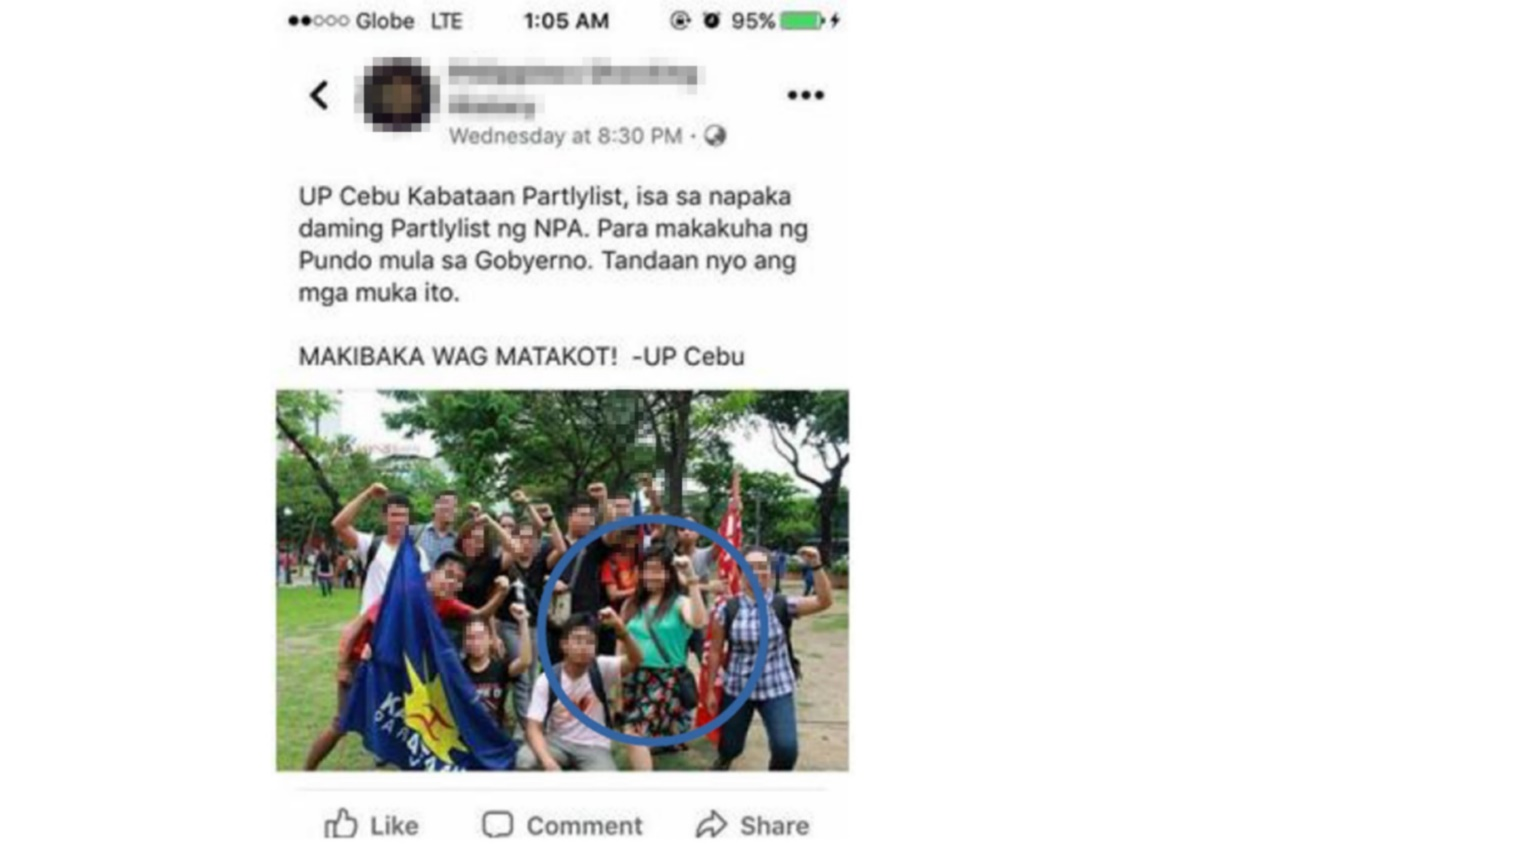 Globe LTE 1:05 AM 95%
Wednesday at 8:30 PM ·
UP Cebu Kabataan Partlylist, isa sa napaka
daming Partlylist ng NPA. Para makakuha ng
Pundo mula sa Gobyerno. Tandaan nyo ang
mga muka ito.
MAKIBAKA WAG MATAKOT! -UP Cebu
Like Comment Share